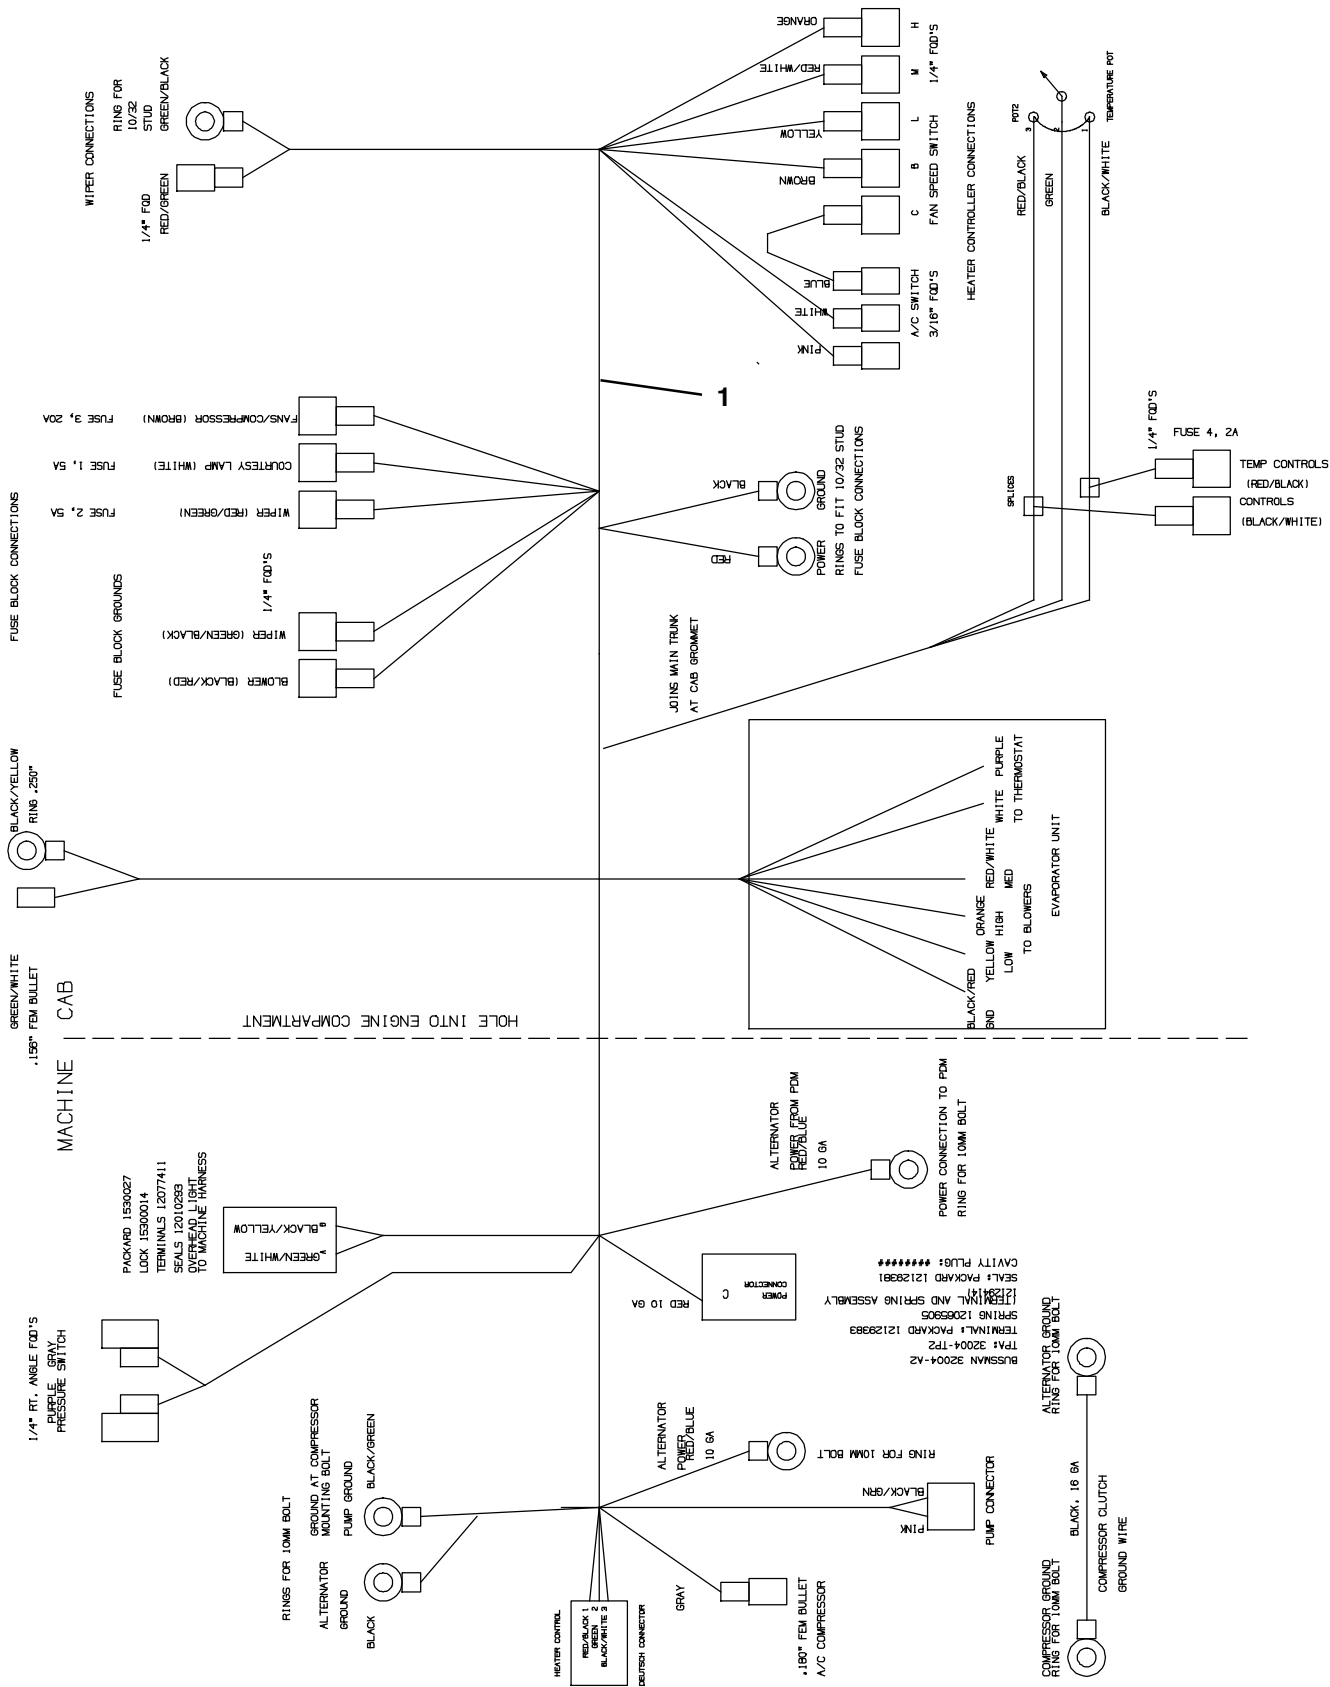 WIPER CONNECTIONS
RING FOR
10/32
STUD
GREEN/BLACK
1/4" FQD
RED/GREEN
ORANGE
RED/WHITE
YELLOW
BROWN
BLUE
WHITE
PINK
H
M
L
B
C
1/4" FQD'S
FAN SPEED SWITCH
A/C SWITCH
3/16" FQD'S
HEATER CONTROLLER CONNECTIONS
POT2
3
2
1
TEMPERATURE POT
RED/BLACK
GREEN
BLACK/WHITE
1
FUSE BLOCK CONNECTIONS
FUSE 3, 20A
FANS/COMPRESSOR (BROWN)
FUSE 1, 5A
COURTESY LAMP (WHITE)
FUSE 2, 5A
WIPER (RED/GREEN)
1/4" FQD'S
FUSE BLOCK GROUNDS
WIPER (GREEN/BLACK)
BLOWER (BLACK/RED)
BLACK
RED
GROUND
POWER
RINGS TO FIT 10/32 STUD
FUSE BLOCK CONNECTIONS
1/4" FQD'S
FUSE 4, 2A
TEMP CONTROLS
(RED/BLACK)
CONTROLS
(BLACK/WHITE)
SPLICES
JOINS MAIN TRUNK
AT CAB GROMMET
BLACK/YELLOW
RING .250"
GREEN/WHITE
.156" FEM BULLET
PURPLE
WHITE
TO THERMOSTAT
RED/WHITE
MED
ORANGE
HIGH
YELLOW
LOW
BLACK/RED
GND
TO BLOWERS
EVAPORATOR UNIT
CAB
HOLE INTO ENGINE COMPARTMENT
MACHINE
PACKARD 1530027
LOCK 15300014
TERMINALS 12077411
SEALS 12010293
OVERHEAD LIGHT
TO MACHINE HARNESS
B BLACK/YELLOW
A GREEN/WHITE
ALTERNATOR
POWER FROM PDM
RED/BLUE
10 GA
POWER CONNECTION TO PDM
RING FOR 10MM BOLT
RED 10 GA
POWER
CONNECTOR
C
BUSSMAN 32004-A2
TPA: 32004-TP2
TERMINAL: PACKARD 12129383
SPRING 12065905
(TERMINAL AND SPRING ASSEMBLY
12129414)
SEAL: PACKARD 12129381
CAVITY PLUG: ########
1/4" RT. ANGLE FQD'S
PURPLE GRAY
PRESSURE SWITCH
RINGS FOR 10MM BOLT
GROUND AT COMPRESSOR
MOUNTING BOLT
PUMP GROUND
BLACK/GREEN
ALTERNATOR
GROUND
BLACK
ALTERNATOR
POWER
RED/BLUE
10 GA
RING FOR 10MM BOLT
BLACK/GRN
PINK
PUMP CONNECTOR
GRAY
.180" FEM BULLET
A/C COMPRESSOR
HEATER CONTROL
RED/BLACK 1
GREEN 2
BLACK/WHITE 3
DEUTSCH CONNECTOR
ALTERNATOR GROUND
RING FOR 10MM BOLT
BLACK, 16 GA
COMPRESSOR CLUTCH
GROUND WIRE
COMPRESSOR GROUND
RING FOR 10MM BOLT